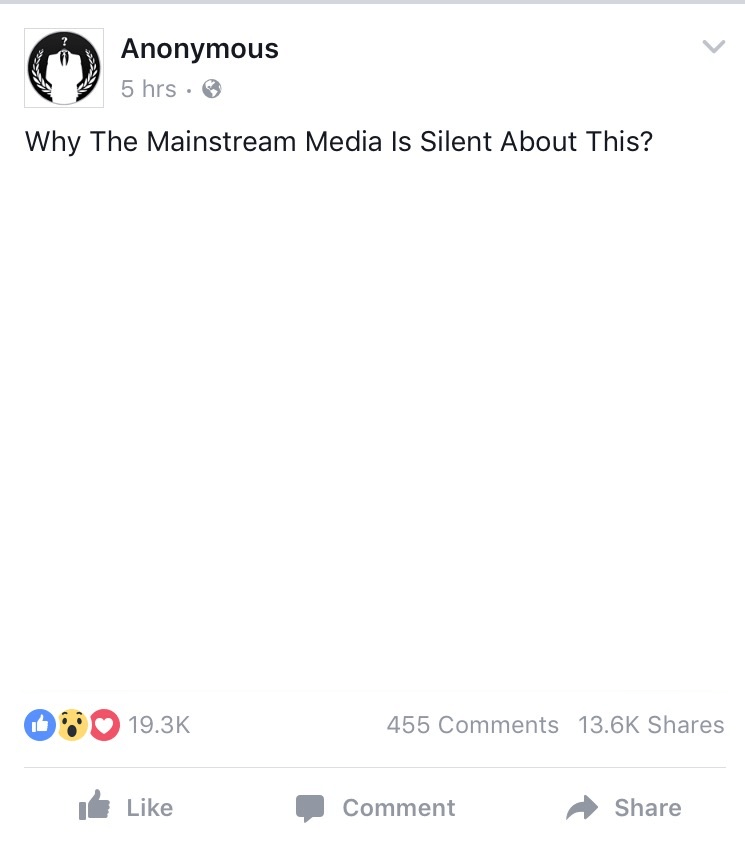 Anonymous
5 hrs ·
Why The Mainstream Media Is Silent About This?
19.3K 455 Comments 13.6K Shares
Like Comment Share